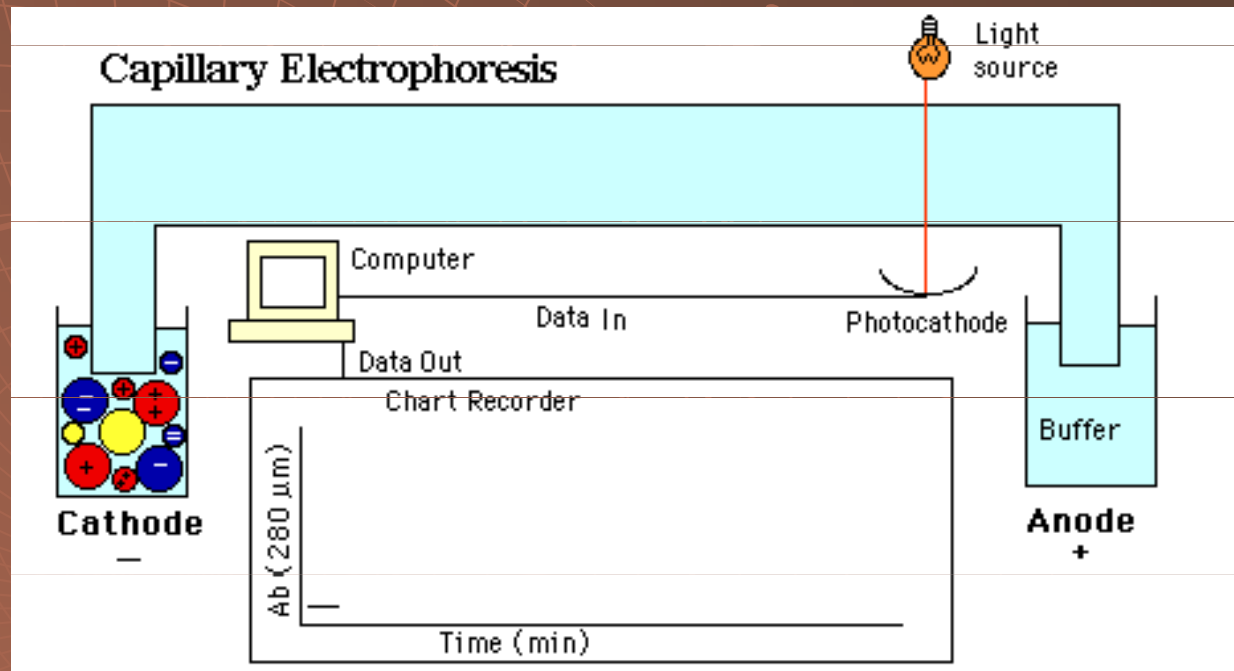 Capillary Electrophoresis
Light
source
Computer
Data In
Photocathode
Data Out
Chart Recorder
Buffer
Ab (280 µm)
Time (min)
Cathode
−
Anode
+